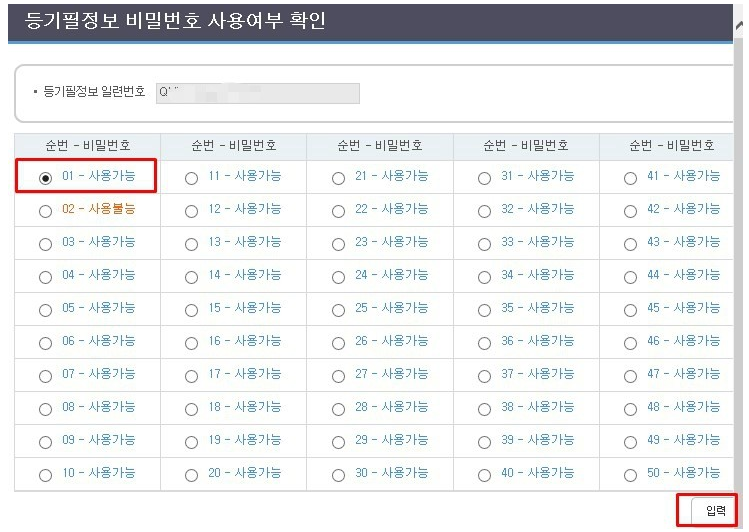 등기필정보 비밀번호 사용여부 확인
• 등기필정보 일련번호
순번 - 비밀번호 순번 - 비밀번호 순번 - 비밀번호 순번 - 비밀번호 순번 - 비밀번호
01 - 사용가능 11 - 사용가능 21 - 사용가능 31 - 사용가능 41 - 사용가능
02 - 사용불능 12 - 사용가능 22 - 사용가능 32 - 사용가능 42 - 사용가능
03 - 사용가능 13 - 사용가능 23 - 사용가능 33 - 사용가능 43 - 사용가능
04 - 사용가능 14 - 사용가능 24 - 사용가능 34 - 사용가능 44 - 사용가능
05 - 사용가능 15 - 사용가능 25 - 사용가능 35 - 사용가능 45 - 사용가능
06 - 사용가능 16 - 사용가능 26 - 사용가능 36 - 사용가능 46 - 사용가능
07 - 사용가능 17 - 사용가능 27 - 사용가능 37 - 사용가능 47 - 사용가능
08 - 사용가능 18 - 사용가능 28 - 사용가능 38 - 사용가능 48 - 사용가능
09 - 사용가능 19 - 사용가능 29 - 사용가능 39 - 사용가능 49 - 사용가능
10 - 사용가능 20 - 사용가능 30 - 사용가능 40 - 사용가능 50 - 사용가능
입력